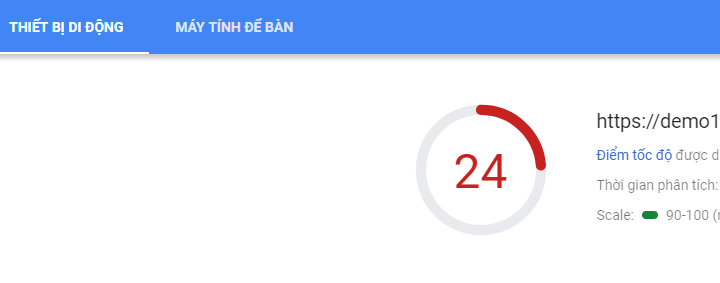 THIẾT BỊ DI ĐỘNG
MÁY TÍNH ĐỂ BÀN
24
https://demo1
Điểm tốc độ được d
Thời gian phân tích:
Scale: 90-100 (